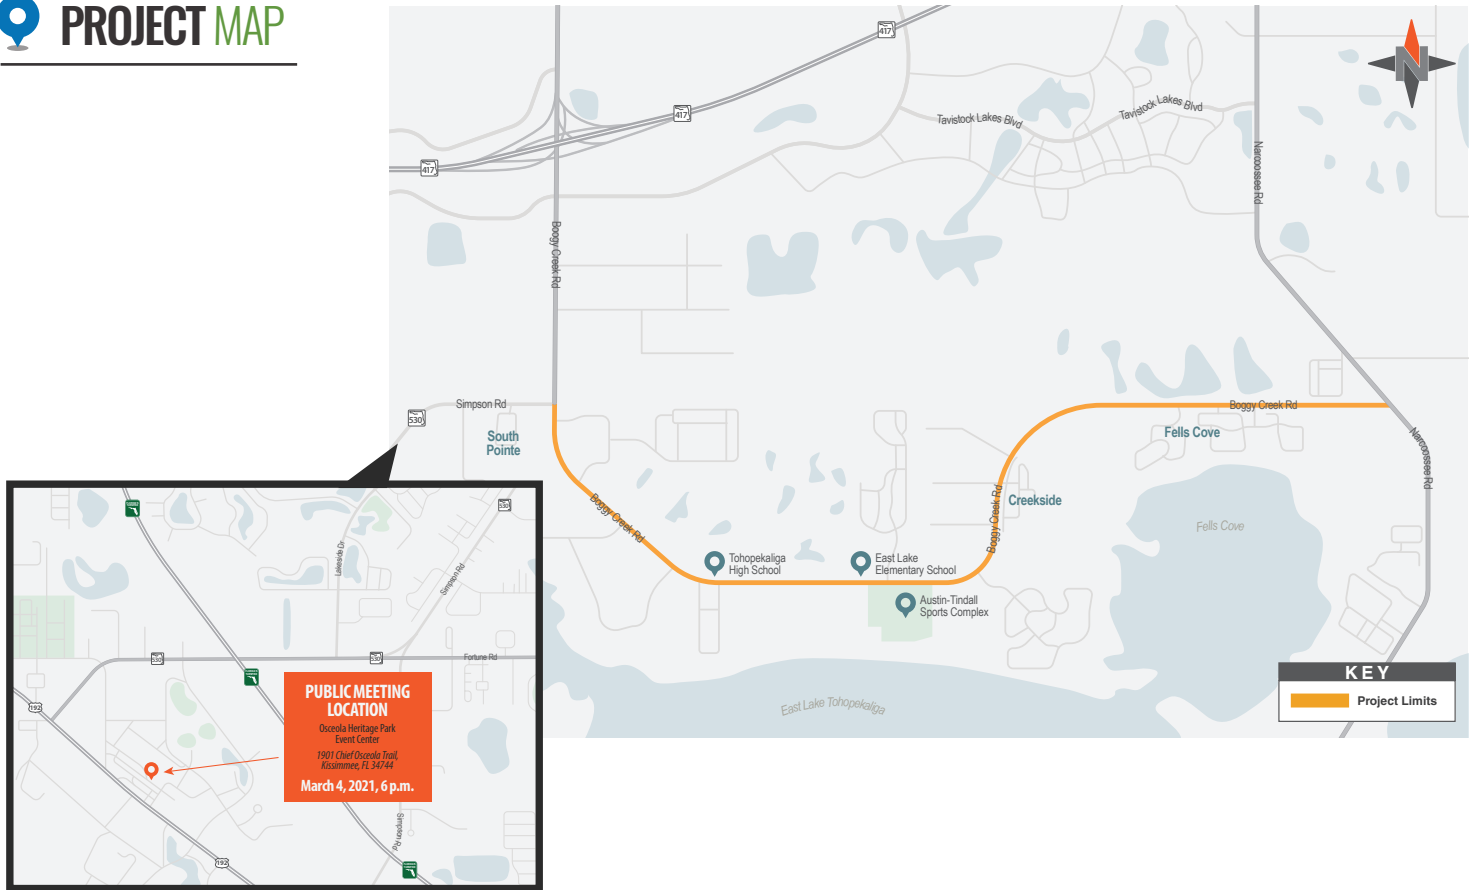 PROJECT MAP
417
417
417
Tavistock Lakes Blvd
Tavistock Lakes Blvd
N
Narcoossee Rd
Boggy Creek Rd
Simpson Rd
530
South
Pointe
Boggy Creek Rd
Boggy Creek Rd
Fells Cove
Narcoossee Rd
Boggy Creek Rd
Creekside
Fells Cove
Tohopekaliga
High School
East Lake
Elementary School
Austin-Tindall
Sports Complex
East Lake Tohopekaliga
KEY
Project Limits
530
Lakeside Dr
Simpson Rd
530
530
Fortune Rd
192
PUBLIC MEETING
LOCATION
Osceola Heritage Park
Event Center
1901 Chief Osceola Trail,
Kissimmee, FL 34744
March 4, 2021, 6 p.m.
Simpson Rd
192